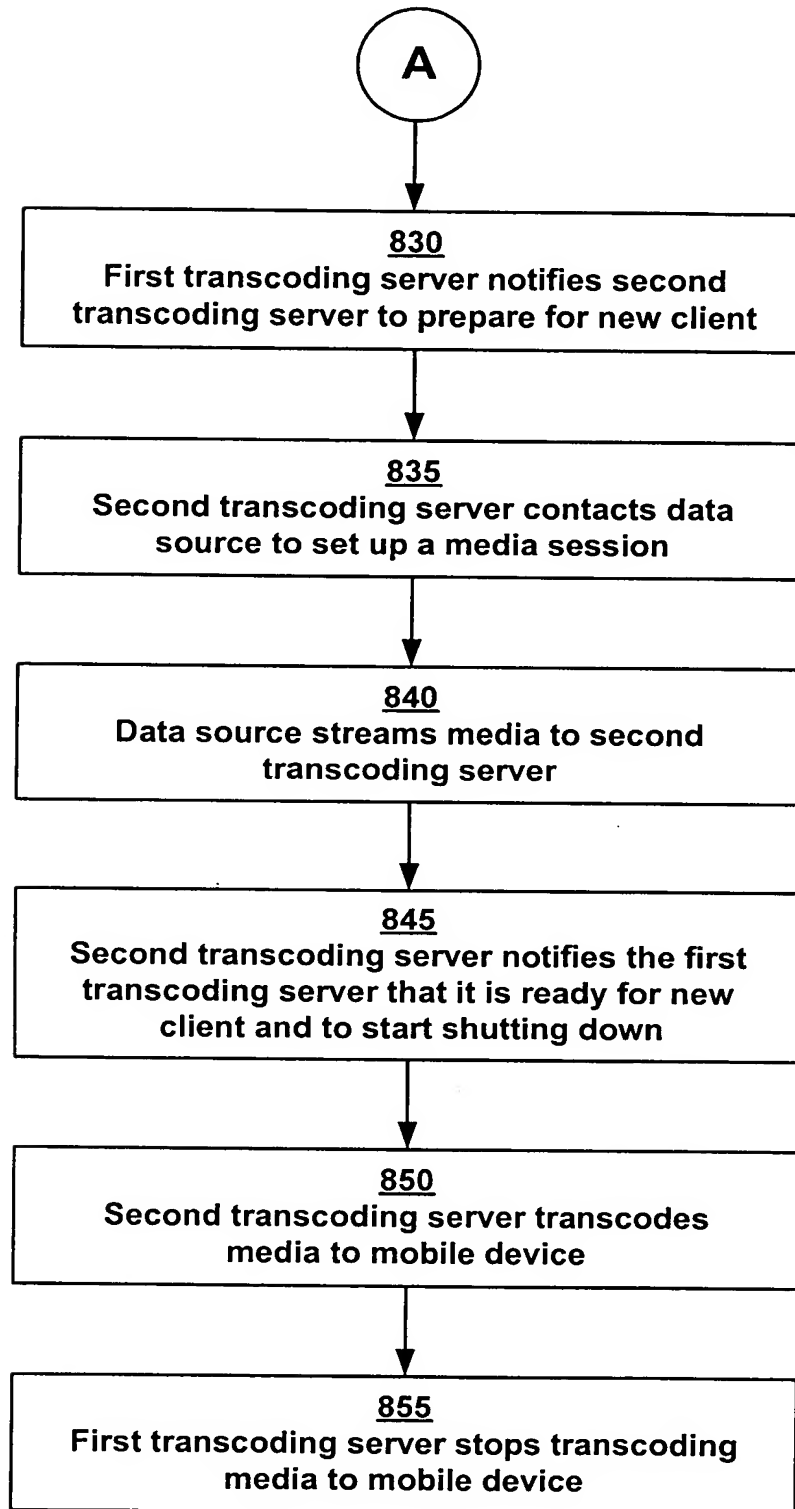 A
830
First transcoding server notifies second
transcoding server to prepare for new client
835
Second transcoding server contacts data
source to set up a media session
840
Data source streams media to second
transcoding server
845
Second transcoding server notifies the first
transcoding server that it is ready for new
client and to start shutting down
850
Second transcoding server transcodes
media to mobile device
855
First transcoding server stops transcoding
media to mobile device